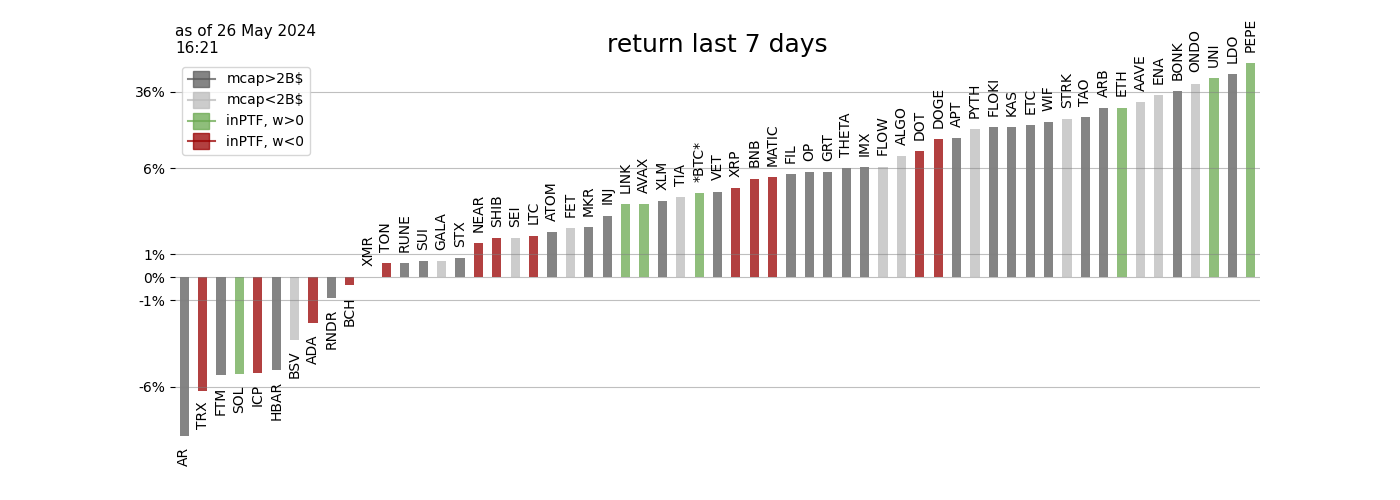 as of 26 May 2024
16:21
return last 7 days
mcap>2B$
mcap<2B$
inPTF, w>0
inPTF, w<0
36%
6%
1%
0%
-1%
-6%
AR
TRX
FTM
SOL
ICP
HBAR
BSV
ADA
RNDR
BCH
XMR
TON
RUNE
SUI
GALA
STX
NEAR
SHIB
SEI
LTC
ATOM
FET
MKR
INJ
LINK
AVAX
XLM
TIA
*BTC*
VET
XRP
BNB
MATIC
FIL
OP
GRT
THETA
IMX
FLOW
ALGO
DOT
DOGE
APT
PYTH
FLOKI
KAS
ETC
WIF
STRK
TAO
ARB
ETH
AAVE
ENA
BONK
ONDO
UNI
LDO
PEPE